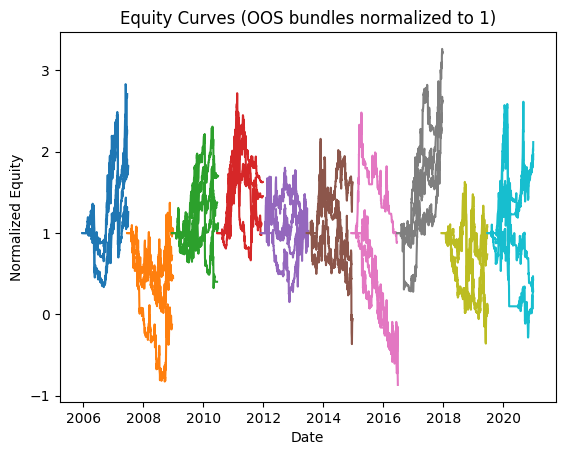 Equity Curves (OOS bundles normalized to 1)
Normalized Equity
3
2
1
0
−1
2006 2008 2010 2012 2014 2016 2018 2020
Date